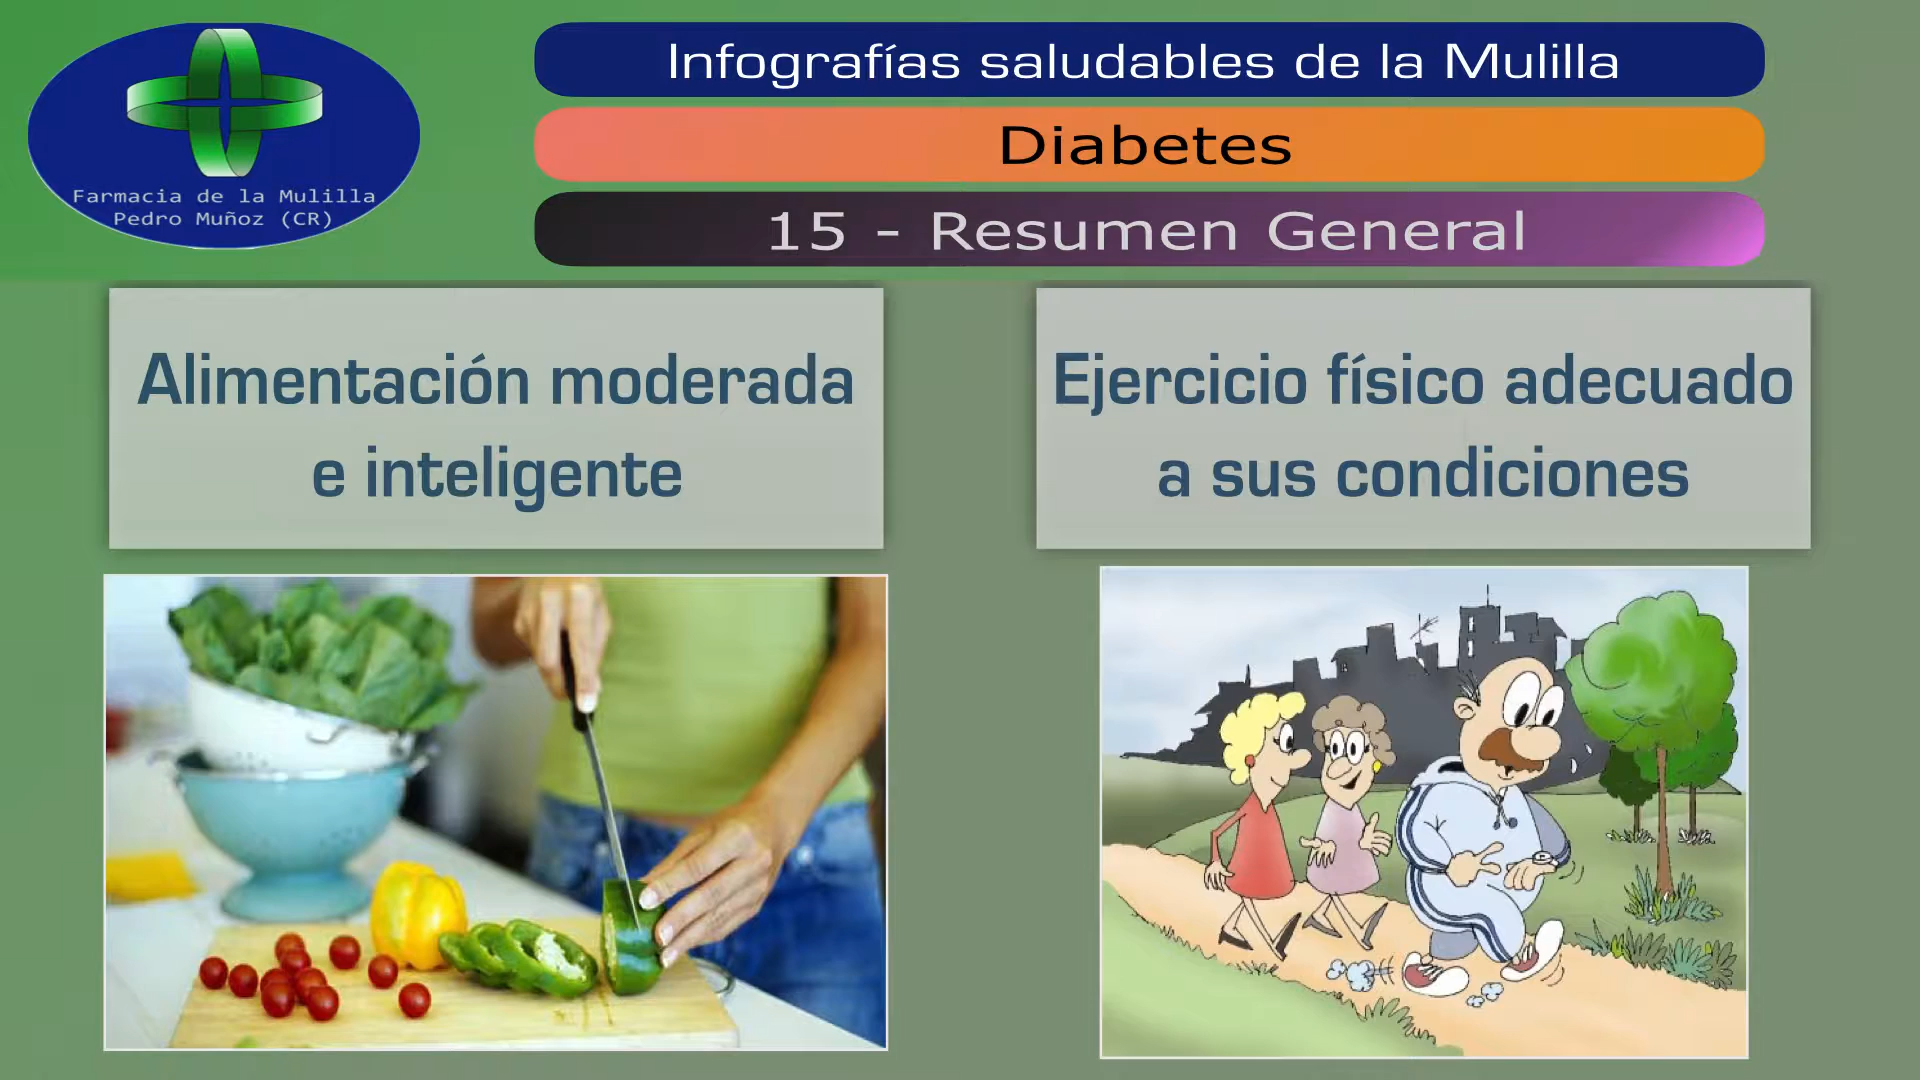 Farmacia de la Mulilla
Pedro Muñoz (CR)
Infografías saludables de la Mulilla
Diabetes
15 - Resumen General
Alimentación moderada
e inteligente
Ejercicio físico adecuado
a sus condiciones